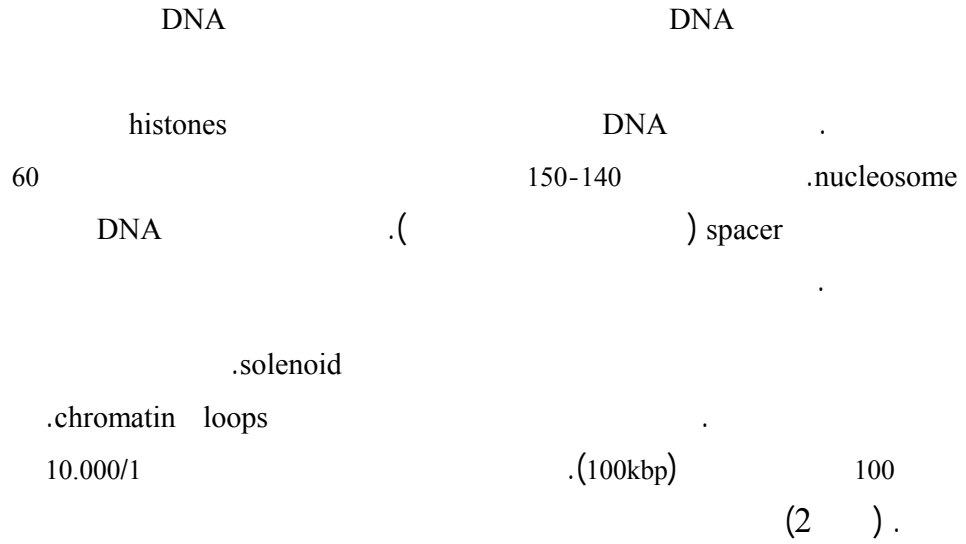 DNA DNA
. DNA histones
nucleosome. 150-140 60
spacer ( ). DNA
.
solenoid.
. loops chromatin.
100 (100kbp). 10.000/1
. ( 2)